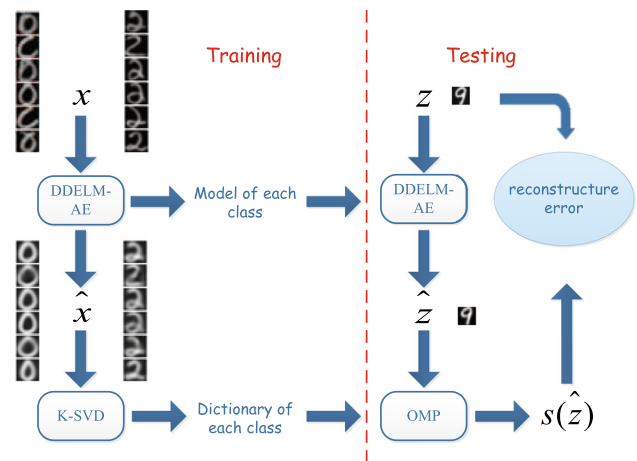 Training
Testing
x
z
DDELM-
AE
Model of each
class
DDELM-
AE
reconstructure
error
x̂
ẑ
K-SVD
Dictionary of
each class
OMP
s(ẑ)